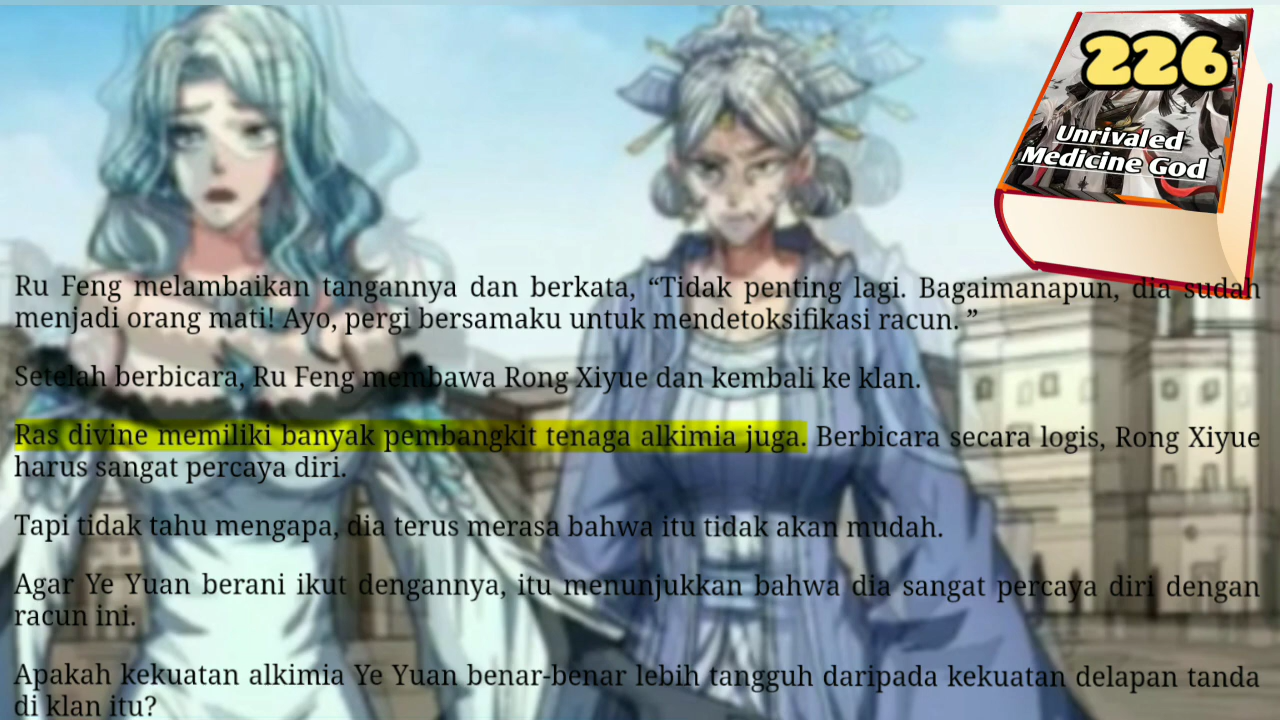 226
Unrivaled
Medicine God
Ru Feng melambaikan tangannya dan berkata, “Tidak penting lagi. Bagaimanapun, dia sudah
menjadi orang mati! Ayo, pergi bersamaku untuk mendetoksifikasi racun. ”
Setelah berbicara, Ru Feng membawa Rong Xiyue dan kembali ke klan.
Ras divine memiliki banyak pembangkit tenaga alkimia juga. Berbicara secara logis, Rong Xiyue
harus sangat percaya diri.
Tapi tidak tahu mengapa, dia terus merasa bahwa itu tidak akan mudah.
Agar Ye Yuan berani ikut dengannya, itu menunjukkan bahwa dia sangat percaya diri dengan
racun ini.
Apakah kekuatan alkimia Ye Yuan benar-benar lebih tangguh daripada kekuatan delapan tanda
di klan itu?